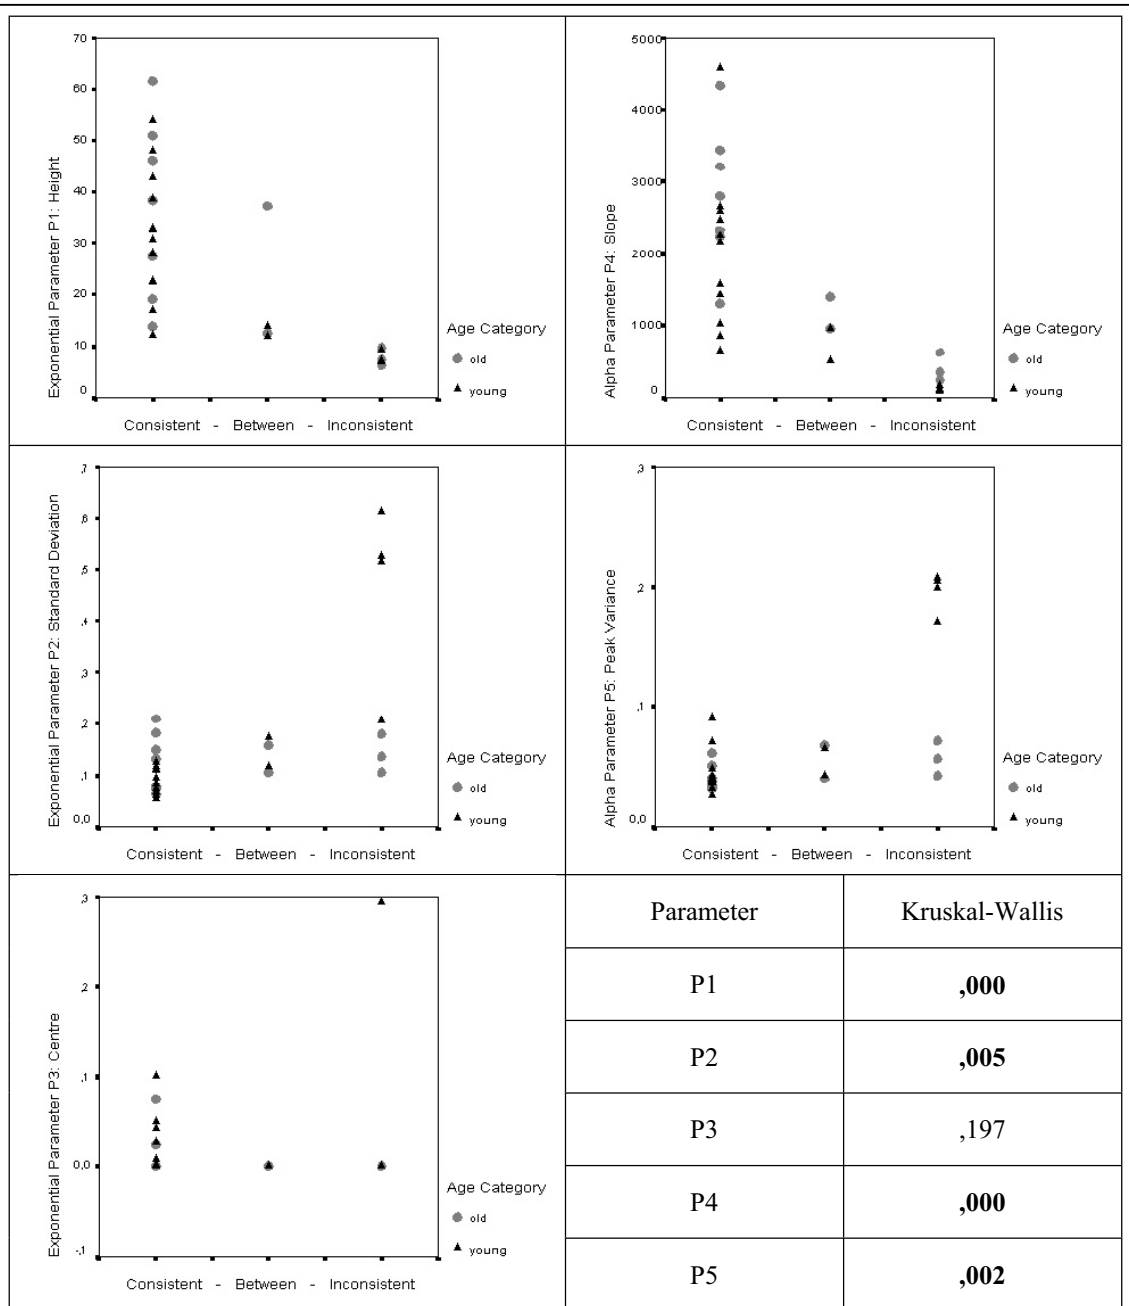 70
60
50
40
30
20
10
0
Exponential Parameter P1: Height
Consistent - Between - Inconsistent
Age Category
old
young
5000
4000
3000
2000
1000
0
Alpha Parameter P4: Slope
Consistent - Between - Inconsistent
Age Category
old
young
,7
,6
,5
,4
,3
,2
,1
0,0
Exponential Parameter P2: Standard Deviation
Consistent - Between - Inconsistent
Age Category
old
young
,3
,2
,1
0,0
Alpha Parameter P5: Peak Variance
Consistent - Between - Inconsistent
Age Category
old
young
,3
,2
,1
0,0
-,1
Exponential Parameter P3: Centre
Consistent - Between - Inconsistent
Age Category
old
young
Parameter Kruskal-Wallis
P1 ,000
P2 ,005
P3 ,197
P4 ,000
P5 ,002